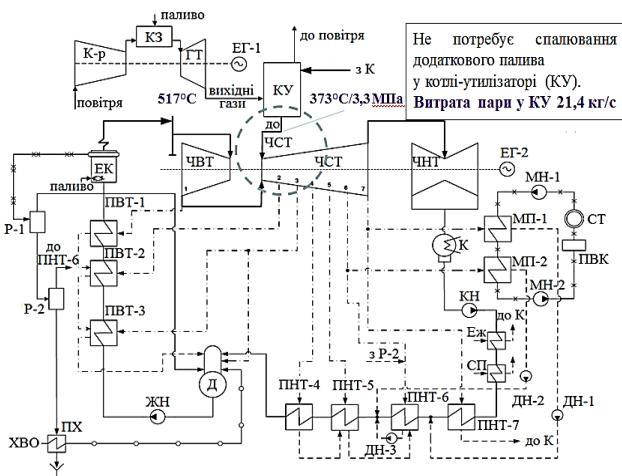 паливо
КЗ
К-р
ГТ
ЕГ-1
до повітря
КУ
з К
повітря
вихідні
гази
517⁰С
373⁰С/3,3 МПа
до
Не потребує спалювання
додаткового палива
у котлі-утилізаторі (КУ).
Витрата пари у КУ 21,4 кг/с
ЕК
паливо
ЧВТ
ЧСТ
ЧНТ
ЕГ-2
1
2
3
4
5
6
7
МН-1
МП-1
СТ
ПВК
МП-2
МН-2
К
КН
до К
Еж
СП
Р-1
до
ПНТ-6
Р-2
ПВТ-1
ПВТ-2
ПВТ-3
з Р-2
ДН-2
ДН-1
ПНТ-4
ПНТ-5
ПНТ-6
ПНТ-7
ДН-3
до К
Д
ЖН
ПХ
ХВО